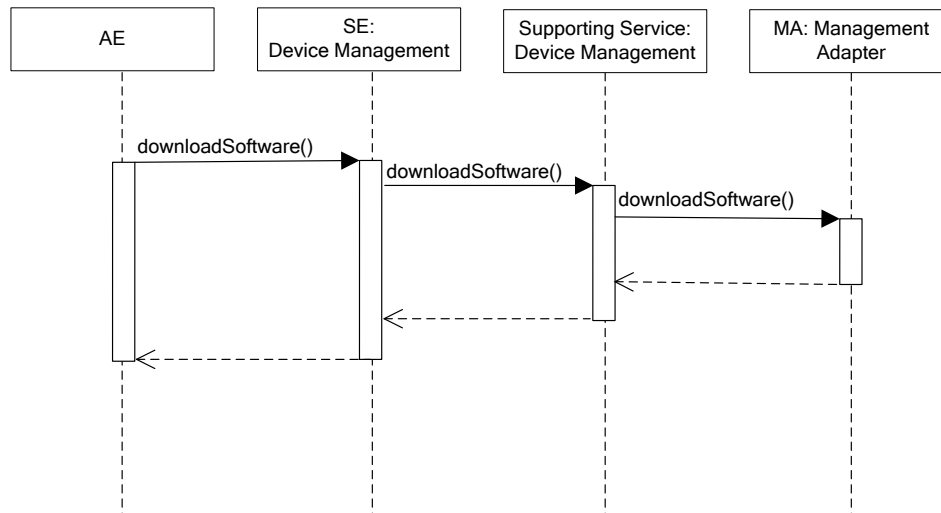 AE
SE:
Device Management
Supporting Service:
Device Management
MA: Management
Adapter
downloadSoftware()
downloadSoftware()
downloadSoftware()